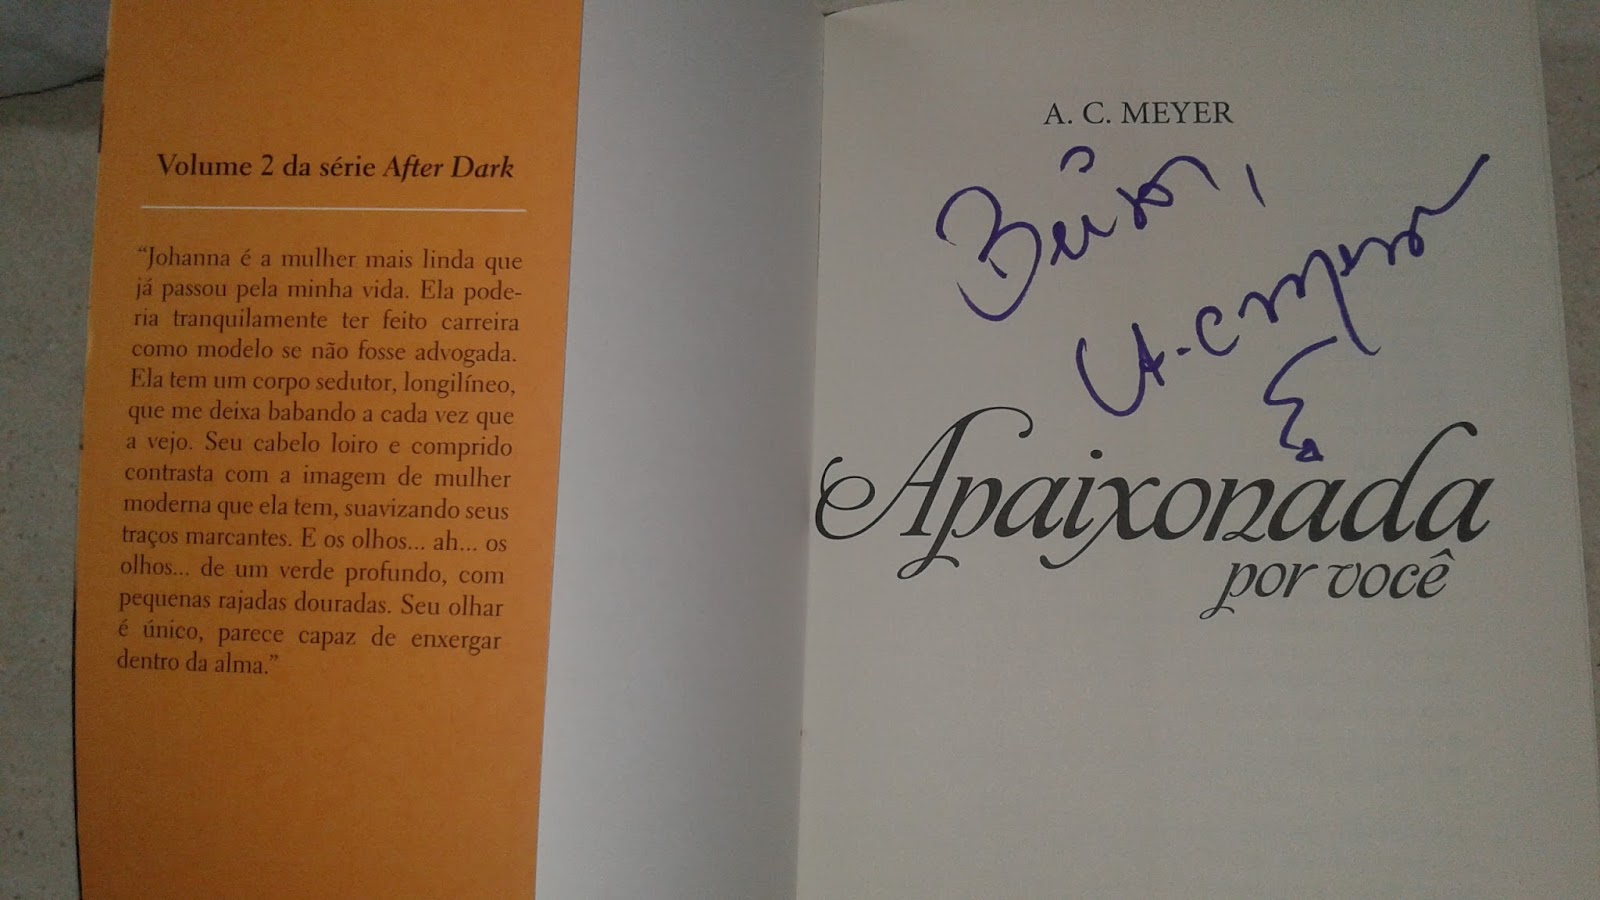 Volume 2 da série After Dark
“Johanna é a mulher mais linda que
já passou pela minha vida. Ela pode-
ria tranquilamente ter feito carreira
como modelo se não fosse advogada.
Ela tem um corpo sedutor, longilíneo,
que me deixa babando a cada vez que
a vejo. Seu cabelo loiro e comprido
contrasta com a imagem de mulher
moderna que ela tem, suavizando seus
traços marcantes. E os olhos... ah... os
olhos... de um verde profundo, com
pequenas rajadas douradas. Seu olhar
é único, parece capaz de enxergar
dentro da alma.”
A. C. MEYER
A.C Meyer
Apaixonada
por você